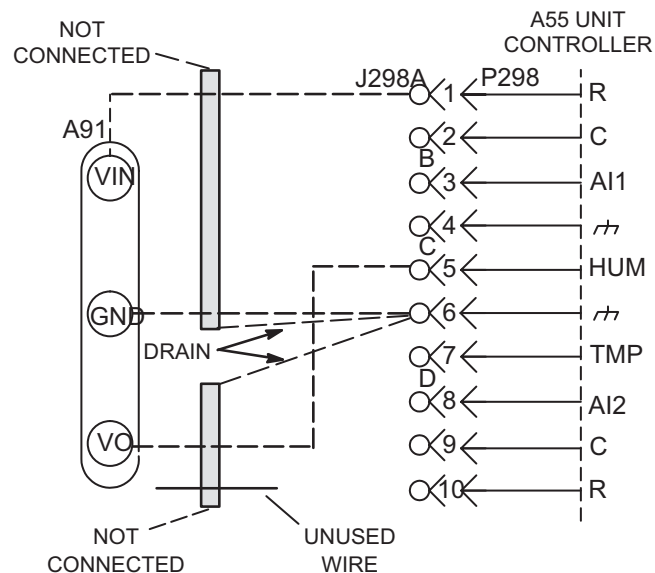 NOT
CONNECTED
A55 UNIT
CONTROLLER
J298A
P298
1
R
A91
2
C
B
VIN
3
AI1
4
C
5
HUM
GND
6
DRAIN
7
TMP
D
8
AI2
VO
9
C
10
R
NOT
CONNECTED
UNUSED
WIRE